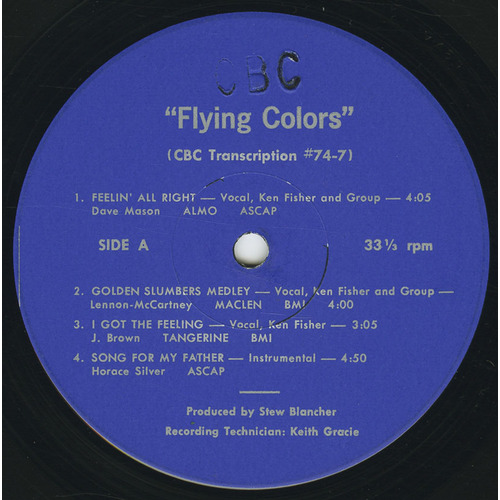 CBC
"Flying Colors"
(CBC Transcription #74-7)
1. FEELIN' ALL RIGHT — Vocal, Ken Fisher and Group — 4:05
Dave Mason ALMO ASCAP
SIDE A 33 1/3 rpm
2. GOLDEN SLUMBERS MEDLEY — Vocal, Ken Fisher and Group —
Lennon-McCartney MACLEN BMI 4:00
3. I GOT THE FEELING — Vocal, Ken Fisher — 3:05
J. Brown TANGERINE BMI
4. SONG FOR MY FATHER — Instrumental — 4:50
Horace Silver ASCAP
Produced by Stew Blancher
Recording Technician: Keith Gracie